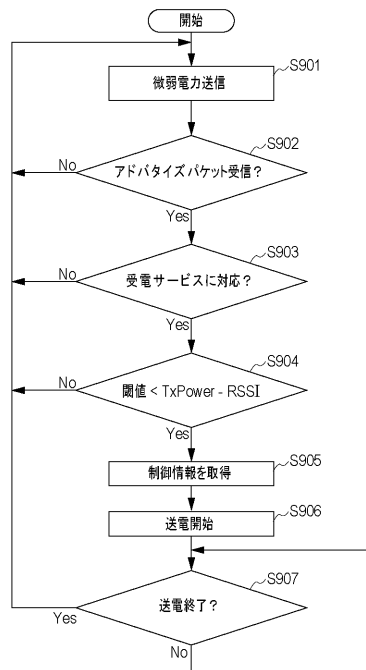 開始
微弱電力送信
S901
アドバタイズパケット受信？
S902
No
Yes
受電サービスに対応？
S903
No
Yes
閾値 < TxPower - RSSI
S904
No
Yes
制御情報を取得
S905
送電開始
S906
送電終了？
S907
Yes
No